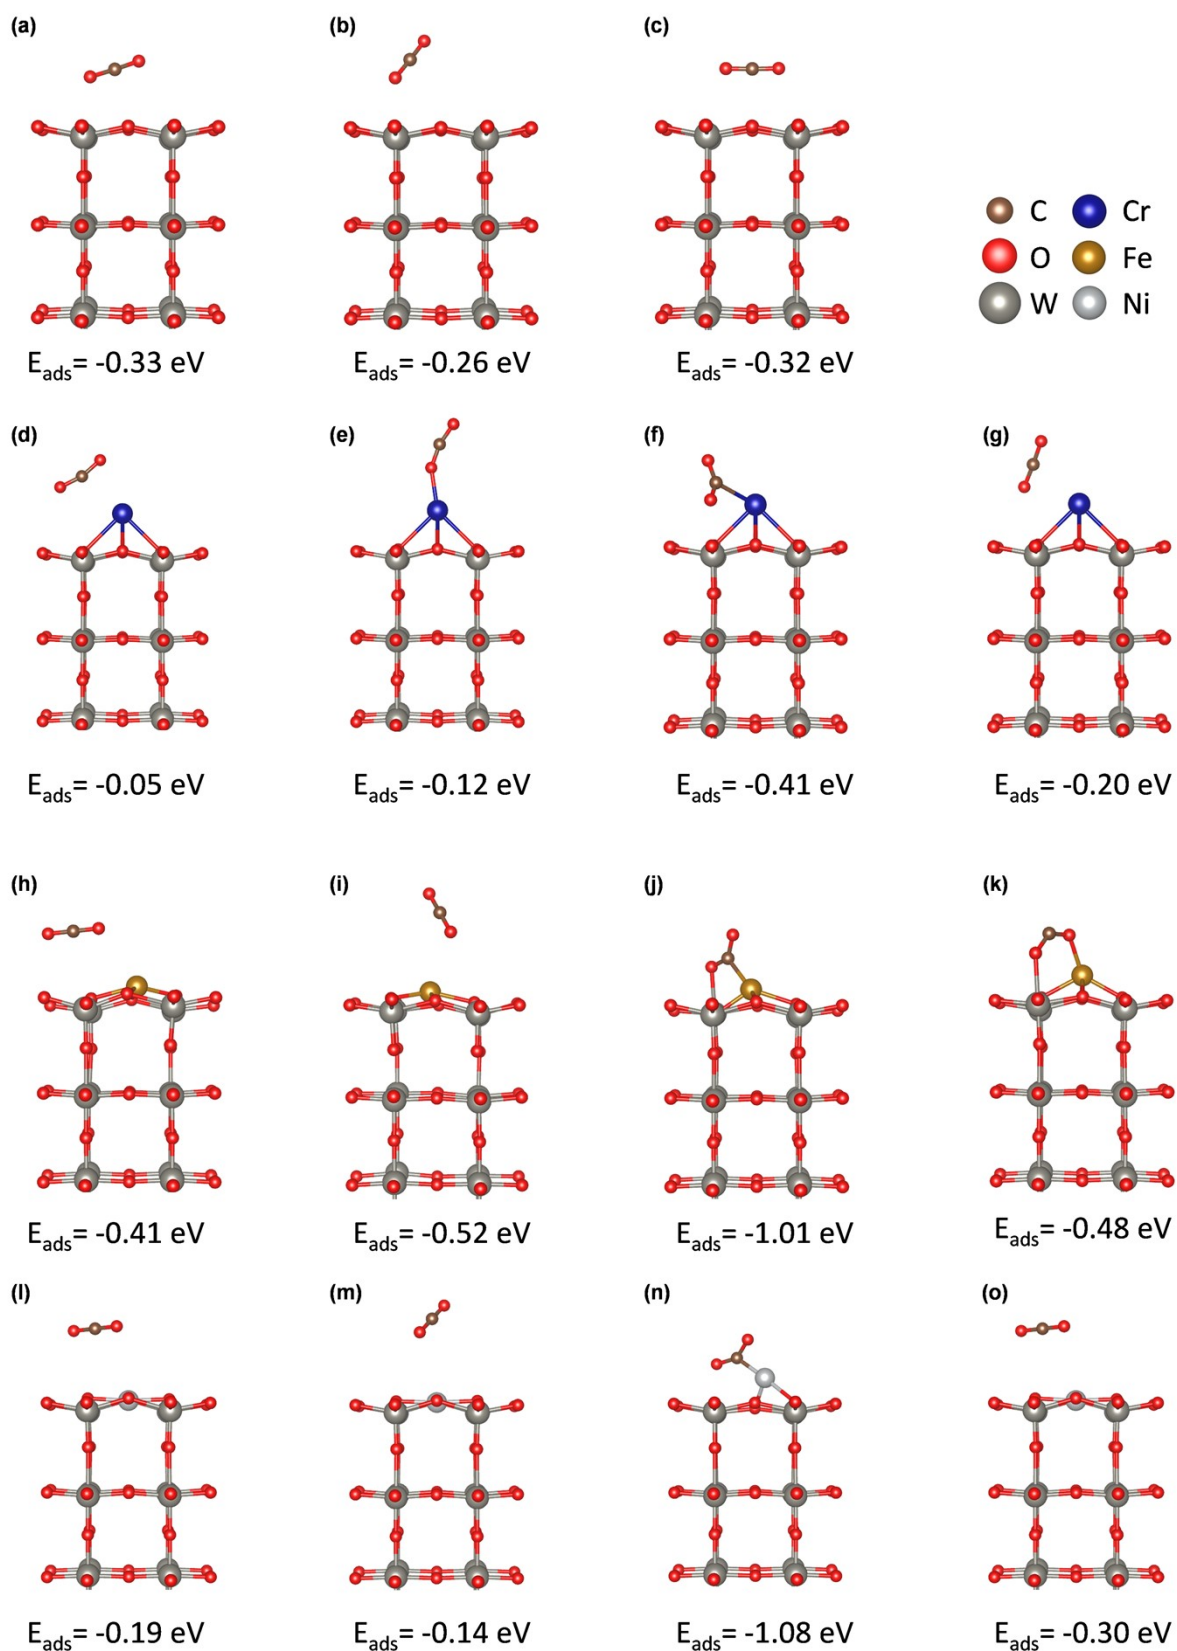 (a)
(b)
(c)
C
Cr
O
Fe
W
Ni
Eads= -0.33 eV
Eads= -0.26 eV
Eads= -0.32 eV
(d)
(e)
(f)
(g)
Eads= -0.05 eV
Eads= -0.12 eV
Eads= -0.41 eV
Eads= -0.20 eV
(h)
(i)
(j)
(k)
Eads= -0.41 eV
Eads= -0.52 eV
Eads= -1.01 eV
Eads= -0.48 eV
(l)
(m)
(n)
(o)
Eads= -0.19 eV
Eads= -0.14 eV
Eads= -1.08 eV
Eads= -0.30 eV